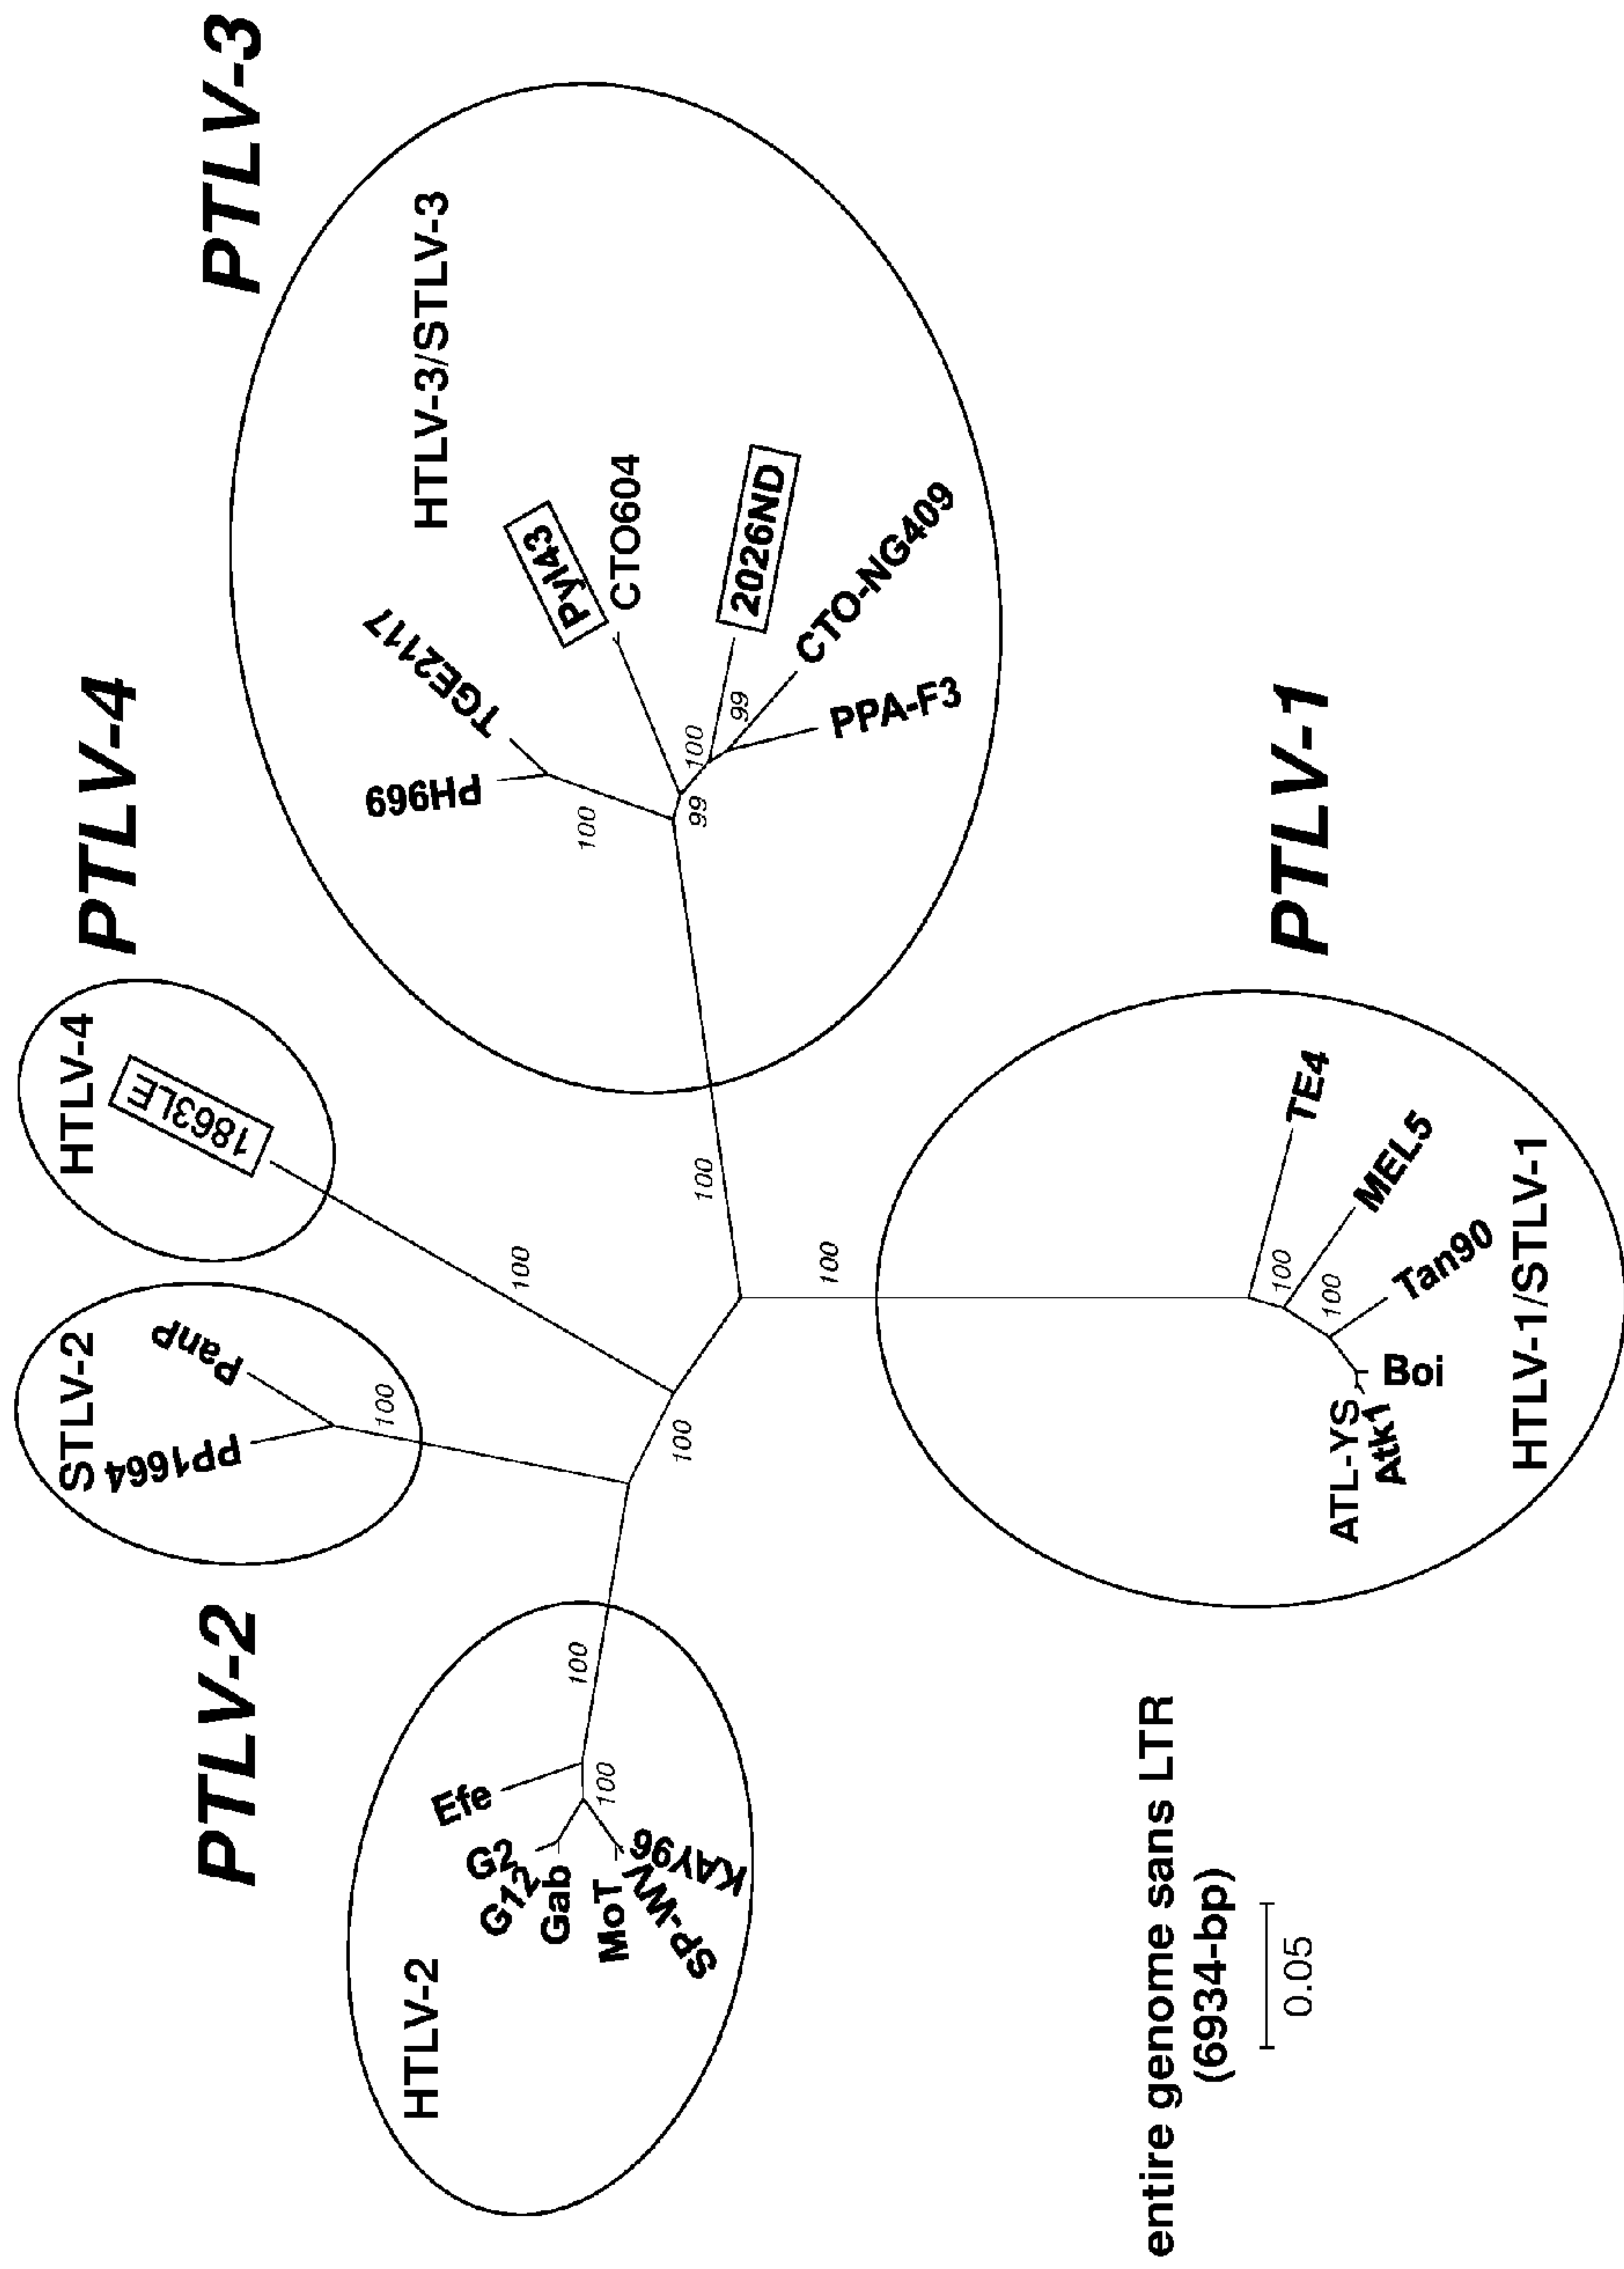 PTLV-2
STLV-2
PP1664
PanP
PTLV-4
HTLV-4
1863LE
PTLV-3
HTLV-3/STLV-3
HTLV-2
Efe
G2
G12
Gab
MoT
SP-WV
KAY96
100
100
100
100
100
100
100
PH969
TGE2117
PyI43
CTO604
2026ND
CTO-NG409
PPA-F3
100
99
100
99
100
100
100
TE4
MEL5
Tan90
Boi
Atk1
ATL-YS
HTLV-1/STLV-1
PTLV-1
entire genome sans LTR
(6934-bp)
0.05